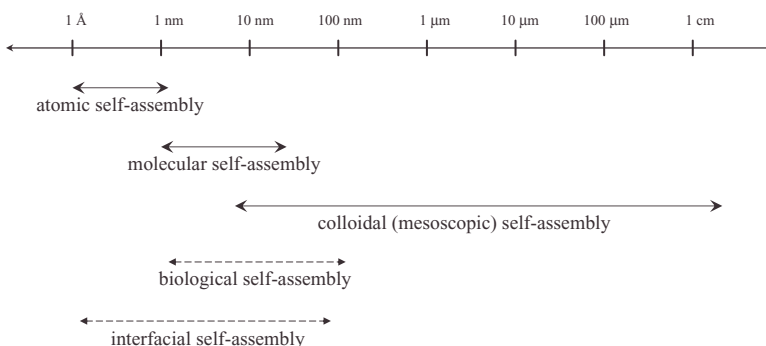 1 Å 1 nm 10 nm 100 nm 1 μm 10 μm 100 μm 1 cm
atomic self-assembly
molecular self-assembly
colloidal (mesoscopic) self-assembly
biological self-assembly
interfacial self-assembly